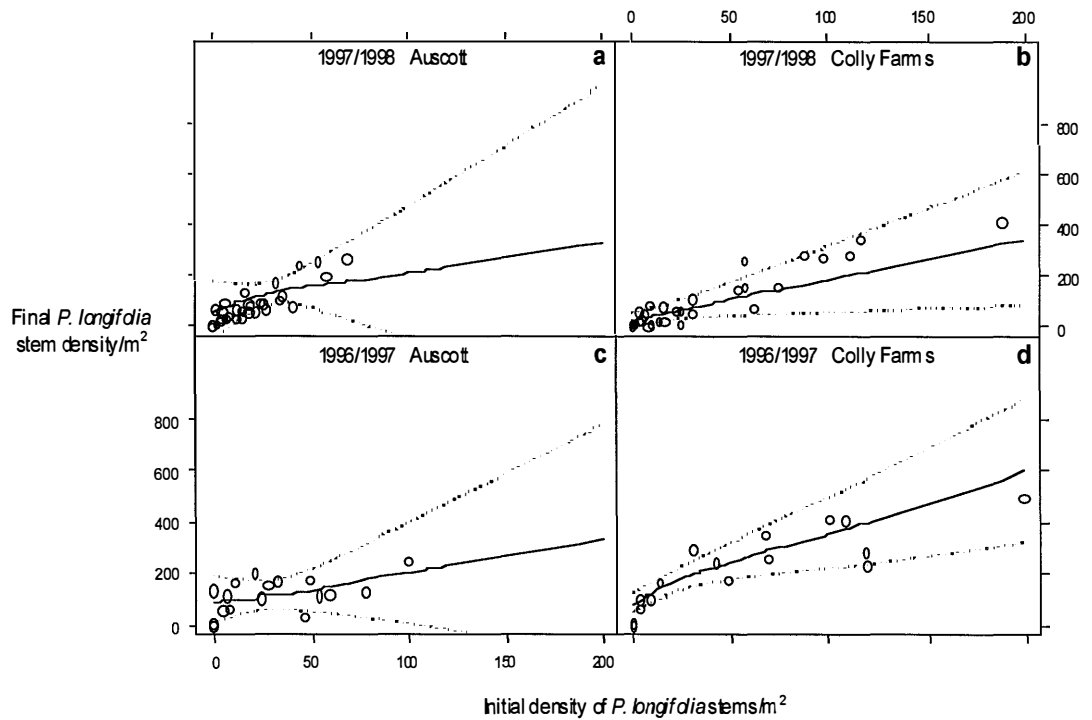 0 50 100 150 200
1997/1998 Auscott a
1997/1998 Colly Farms b
800
600
400
200
0
Final P. longifolia
stem density/m²
1996/1997 Auscott c
1996/1997 Colly Farms d
800
600
400
200
0
0 50 100 150 200
Initial density of P. longifolia stems/m²